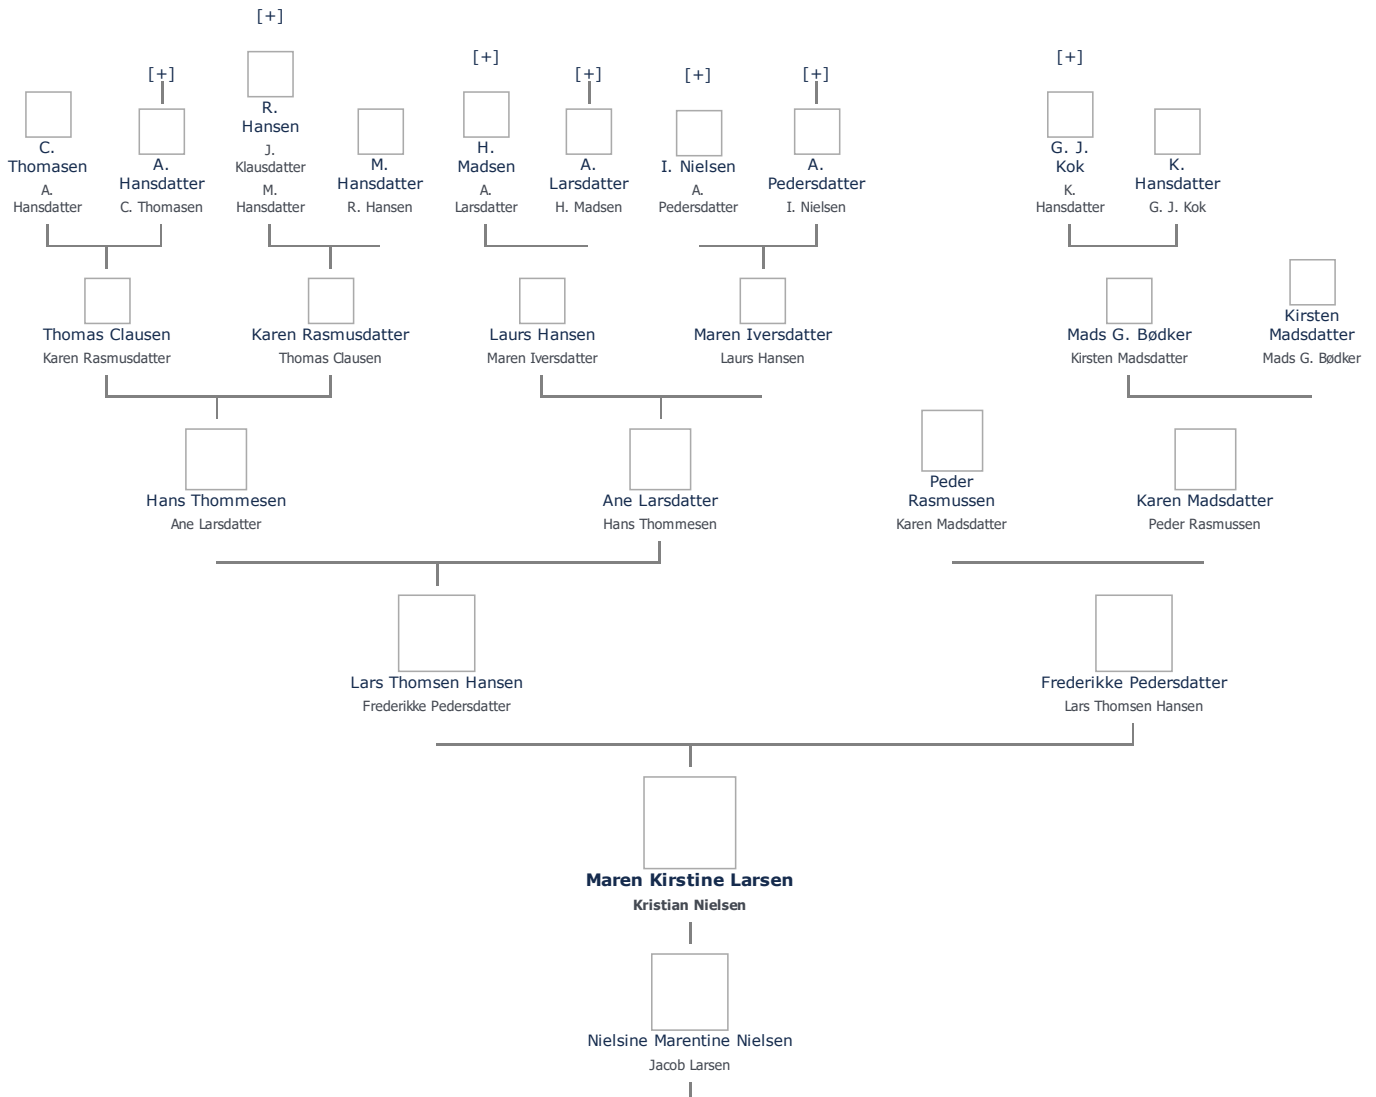 [+]
[+]
[+]
[+]
[+]
[+]
[+]
[+]
C.
Thomasen
A.
Hansdatter
A.
Hansdatter
C. Thomasen
R.
Hansen
J.
Klausdatter
M.
Hansdatter
M.
Hansdatter
R. Hansen
H.
Madsen
A.
Larsdatter
A.
Larsdatter
H. Madsen
I. Nielsen
A.
Pedersdatter
A.
Pedersdatter
I. Nielsen
G. J.
Kok
K.
Hansdatter
K.
Hansdatter
G. J. Kok
Thomas Clausen
Karen Rasmusdatter
Karen Rasmusdatter
Thomas Clausen
Laurs Hansen
Maren Iversdatter
Maren Iversdatter
Laurs Hansen
Mads G. Bødker
Kirsten Madsdatter
Kirsten
Madsdatter
Mads G. Bødker
Hans Thommesen
Ane Larsdatter
Ane Larsdatter
Hans Thommesen
Peder
Rasmussen
Karen Madsdatter
Karen Madsdatter
Peder Rasmussen
Lars Thomsen Hansen
Frederikke Pedersdatter
Frederikke Pedersdatter
Lars Thomsen Hansen
Maren Kirstine Larsen
Kristian Nielsen
Nielsine Marentine Nielsen
Jacob Larsen